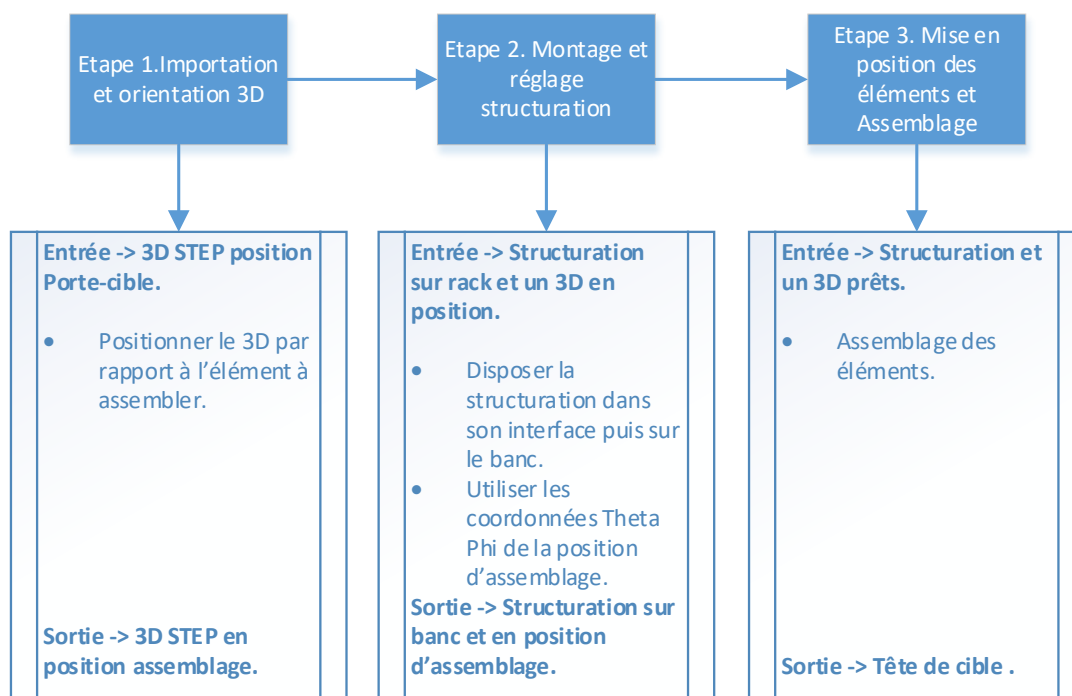 Etape 1.Importation
et orientation 3D
Etape 2. Montage et
réglage
structuration
Etape 3. Mise en
position des
éléments et
Assemblage
Entrée -> 3D STEP position
Porte-cible.
• Positionner le 3D par
rapport à l'élément à
assembler.
Sortie -> 3D STEP en
position assemblage.
Entrée -> Structuration
sur rack et un 3D en
position.
• Disposer la
structuration dans
son interface puis sur
le banc.
• Utiliser les
coordonnées Theta
Phi de la position
d'assemblage.
Sortie -> Structuration sur
banc et en position
d'assemblage.
Entrée -> Structuration et
un 3D prêts.
• Assemblage des
éléments.
Sortie -> Tête de cible .